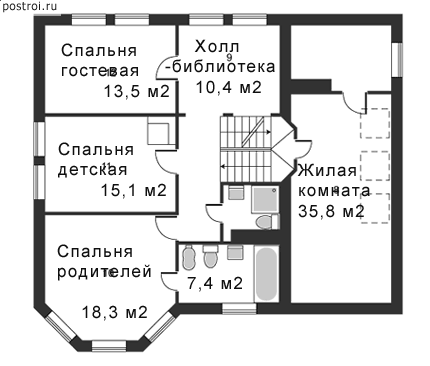 postroi.ru
Спальня
гостевая
13,5 м2
Холл
-библиотека
9
10,4 м2
Спальня
детская
15,1 м2
Жилая
комната
35,8 м2
Спальня
родителей
18,3 м2
7,4 м2